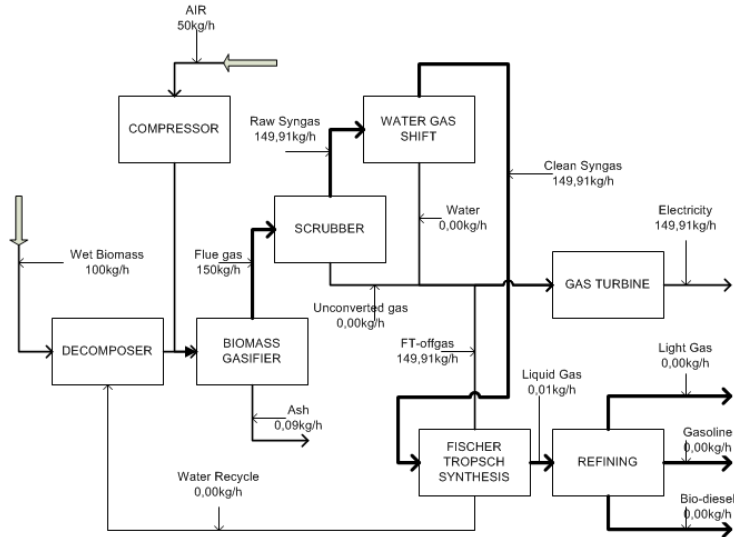 AIR
50kg/h
COMPRESSOR
WATER GAS
SHIFT
Raw Syngas
149,91kg/h
Clean Syngas
149,91kg/h
Wet Biomass
100kg/h
Flue gas
150kg/h
SCRUBBER
Water
0,00kg/h
Electricity
149,91kg/h
GAS TURBINE
Unconverted gas
0,00kg/h
DECOMPOSER
BIOMASS
GASIFIER
FT-offgas
149,91kg/h
Liquid Gas
0,01kg/h
Light Gas
0,00kg/h
Ash
0,09kg/h
FISCHER
TROPSCH
SYNTHESIS
REFINING
Gasoline
0,00kg/h
Water Recycle
0,00kg/h
Bio-diesel
0,00kg/h